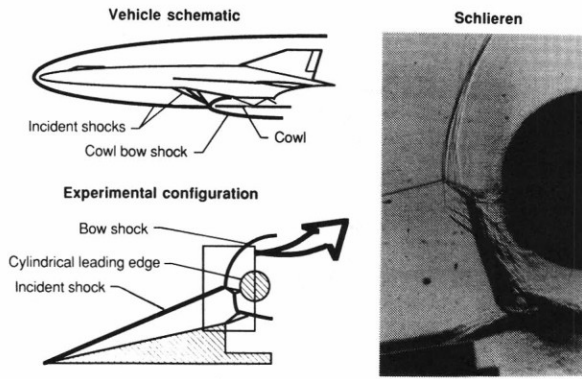 Vehicle schematic
Incident shocks
Cowl bow shock
Cowl
Experimental configuration
Bow shock
Cylindrical leading edge
Incident shock
Schlieren